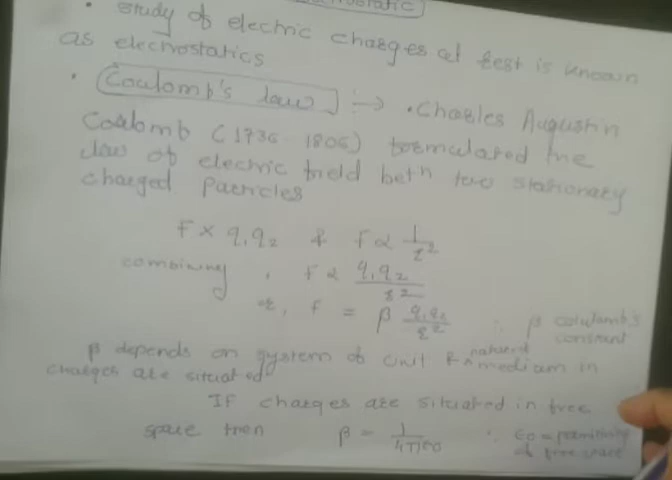 • study of electric charges at rest is known
as electrostatics
• Coulomb's law :→ • Charles Augustin
Coulomb (1736-1806) formulated the
law of electric field betn two stationary
charged Particles
F ∝ q1q2 & f ∝ 1/r2
combining, f ∝ q1q2/r2
or, f = β q1q2/r2 ∴ β coulumb's
constant
β depends on system of unit & nature of medium in
charges are situated
If charges are situated in free
space then β = 1/4πε0 ∴ ε0 = permittivity
of free space